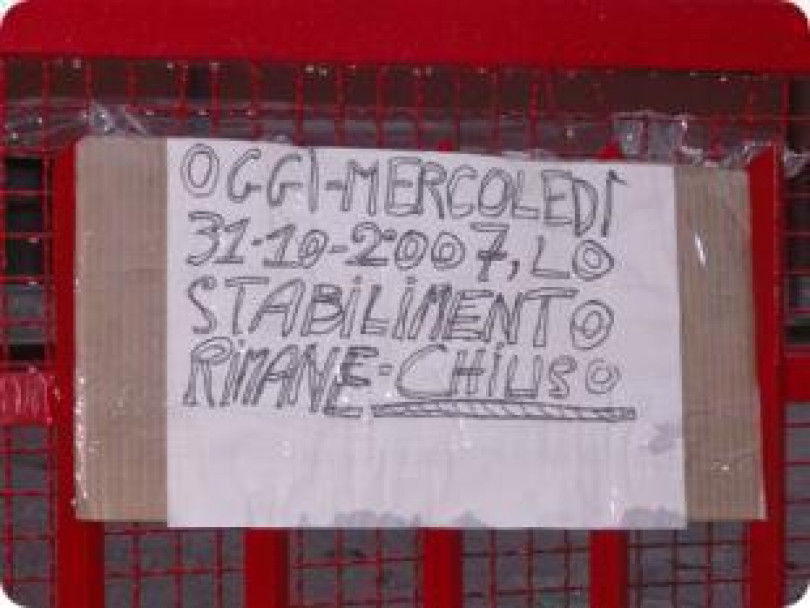 OGGI-MERCOLEDÌ
31-10-2007, LO
STABILIMENTO
RIMANE-CHIUSO